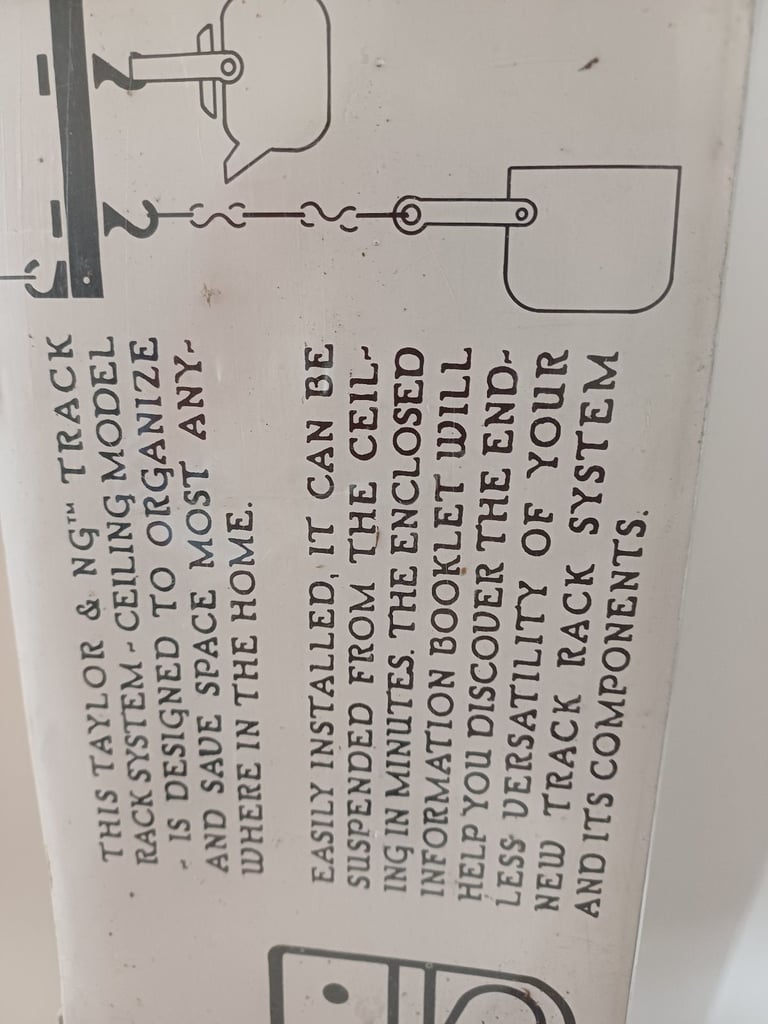 THIS TAYLOR & NG™ TRACK
RACK SYSTEM - CEILING MODEL
- IS DESIGNED TO ORGANIZE
AND SAVE SPACE MOST ANY-
WHERE IN THE HOME.
EASILY INSTALLED, IT CAN BE
SUSPENDED FROM THE CEIL-
ING IN MINUTES. THE ENCLOSED
INFORMATION BOOKLET WILL
HELP YOU DISCOVER THE END-
LESS VERSATILITY OF YOUR
NEW TRACK RACK SYSTEM
AND ITS COMPONENTS.